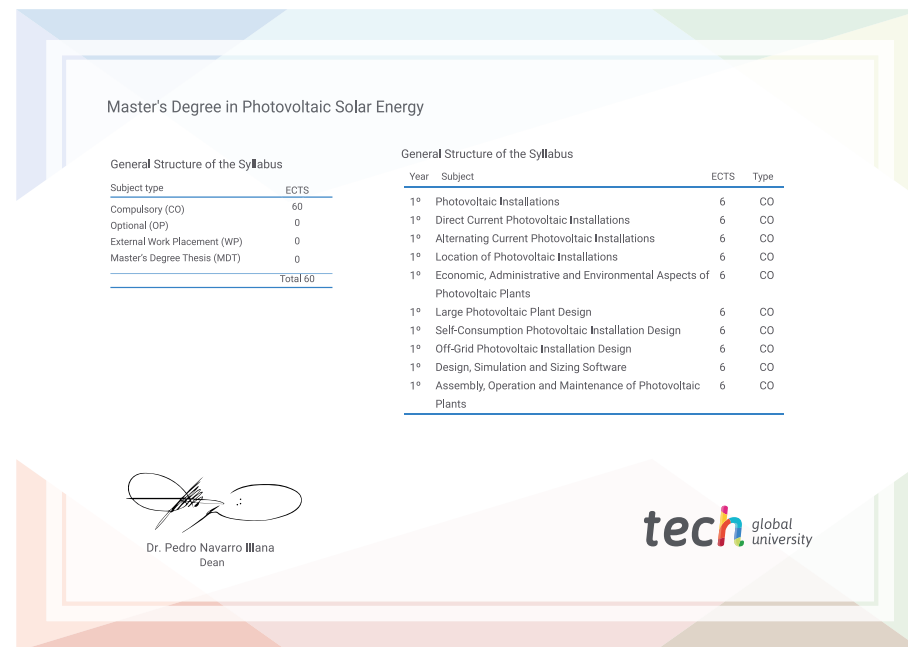 Master's Degree in Photovoltaic Solar Energy
General Structure of the Syllabus
Subject type ECTS
Compulsory (CO) 60
Optional (OP) 0
External Work Placement (WP) 0
Master's Degree Thesis (MDT) 0
Total 60
General Structure of the Syllabus
Year Subject ECTS Type
1º Photovoltaic Installations 6 CO
1º Direct Current Photovoltaic Installations 6 CO
1º Alternating Current Photovoltaic Installations 6 CO
1º Location of Photovoltaic Installations 6 CO
1º Economic, Administrative and Environmental Aspects of 6 CO
Photovoltaic Plants
1º Large Photovoltaic Plant Design 6 CO
1º Self-Consumption Photovoltaic Installation Design 6 CO
1º Off-Grid Photovoltaic Installation Design 6 CO
1º Design, Simulation and Sizing Software 6 CO
1º Assembly, Operation and Maintenance of Photovoltaic 6 CO
Plants
Dr. Pedro Navarro Illana
Dean
tech global
university